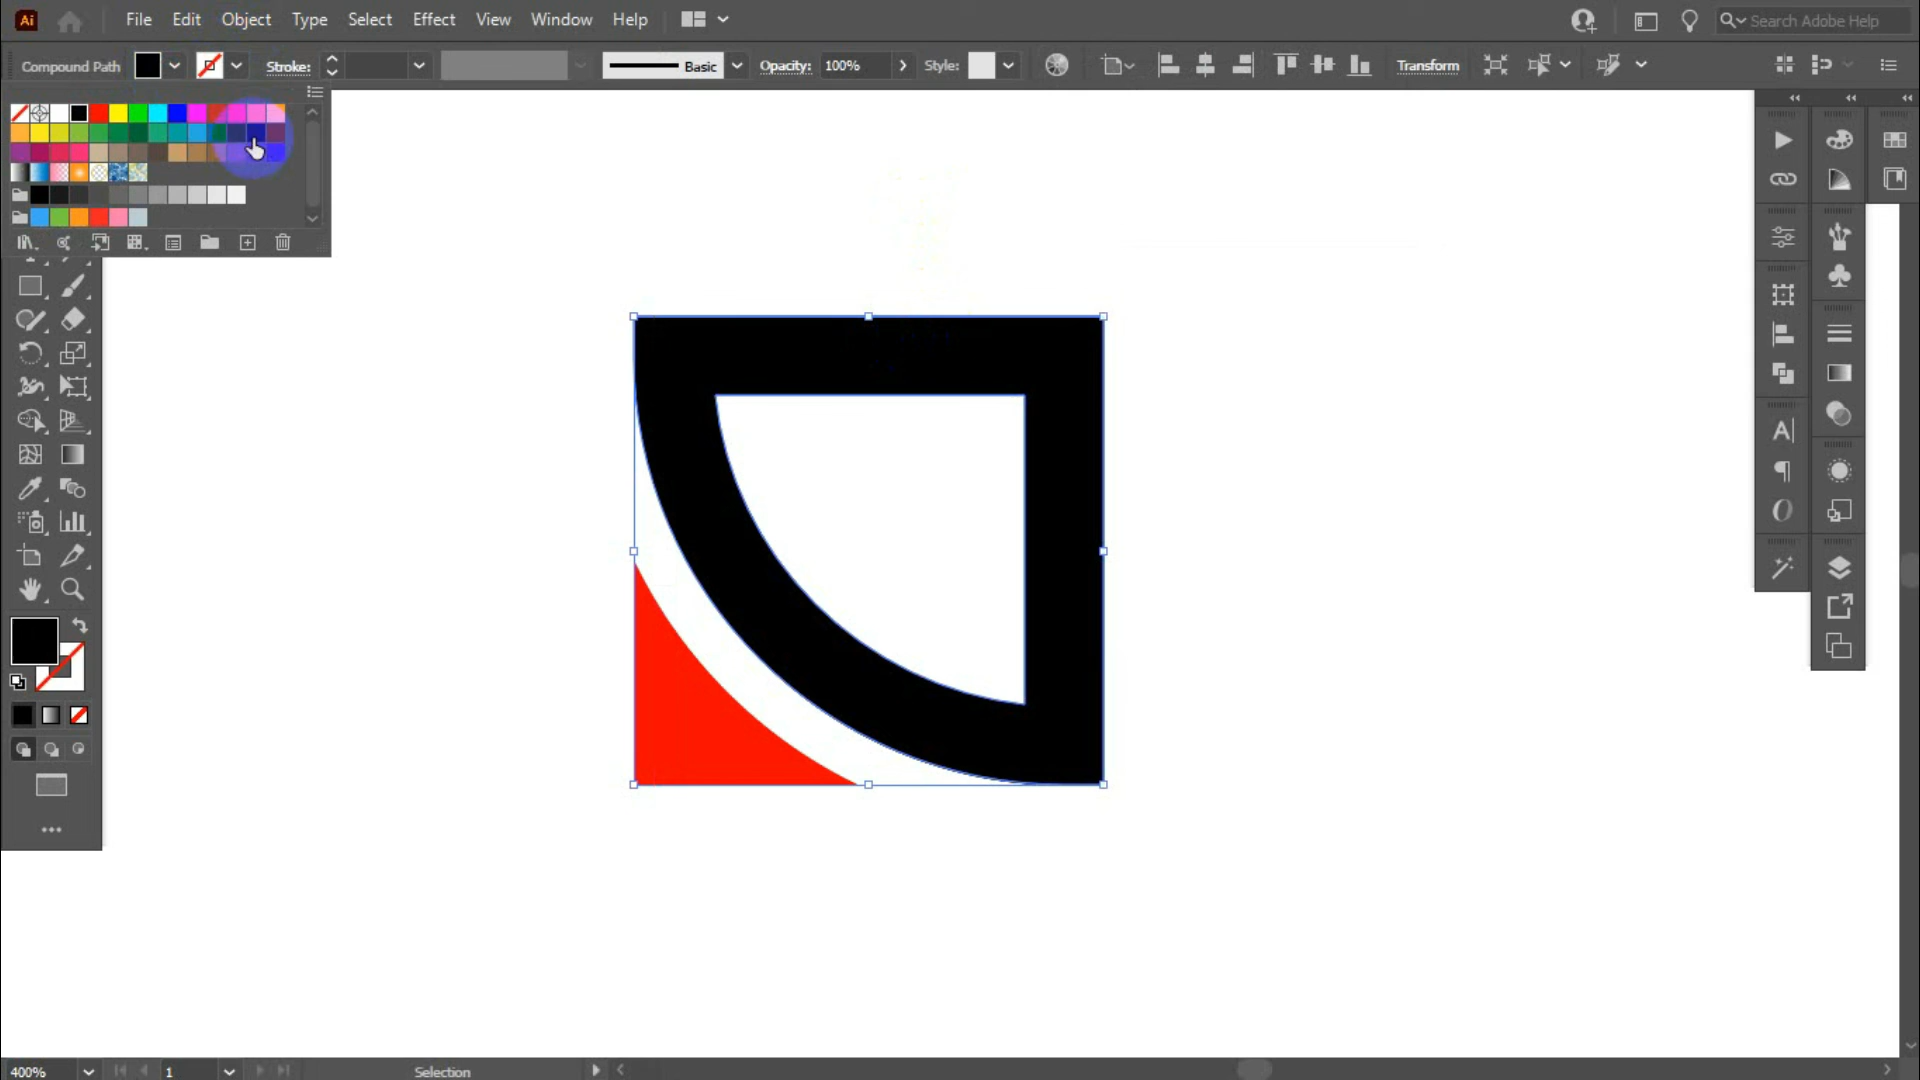 Ai File Edit Object Type Select Effect View Window Help Search Adobe Help
Compound Path Stroke: Basic Opacity: 100% Style: Transform
400% 1 Selection